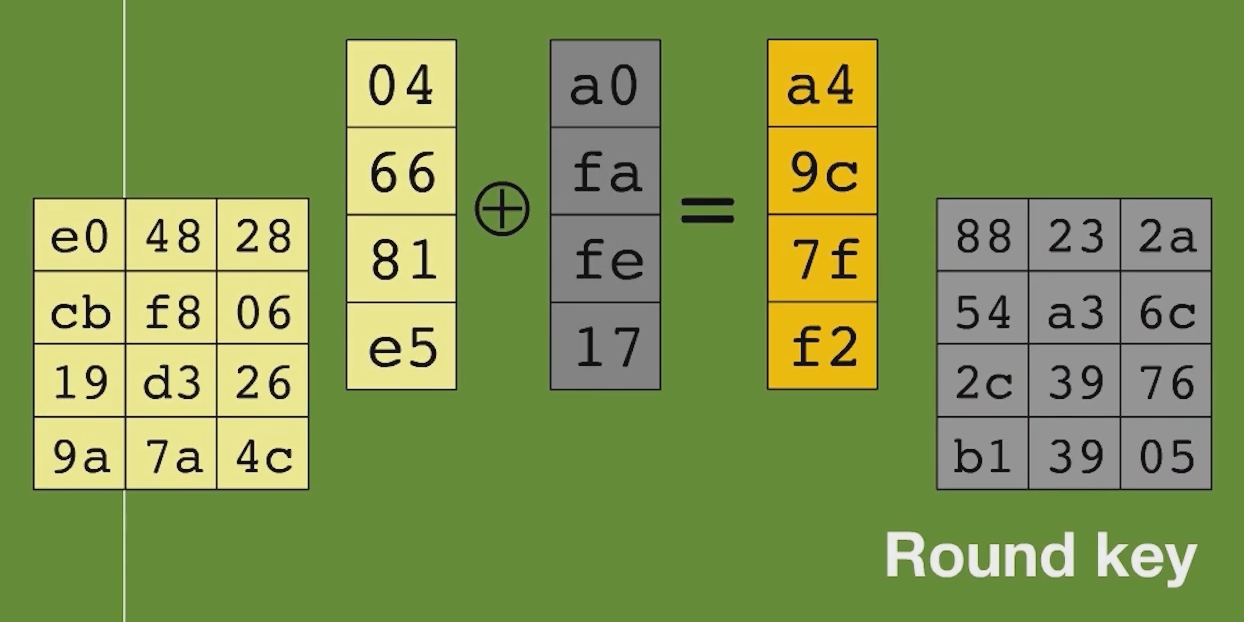 04 ⊕ a0 = a4
66 fa 9c
81 fe 7f
e5 17 f2
e0 48 28
cb f8 06
19 d3 26
9a 7a 4c
88 23 2a
54 a3 6c
2c 39 76
b1 39 05
Round key